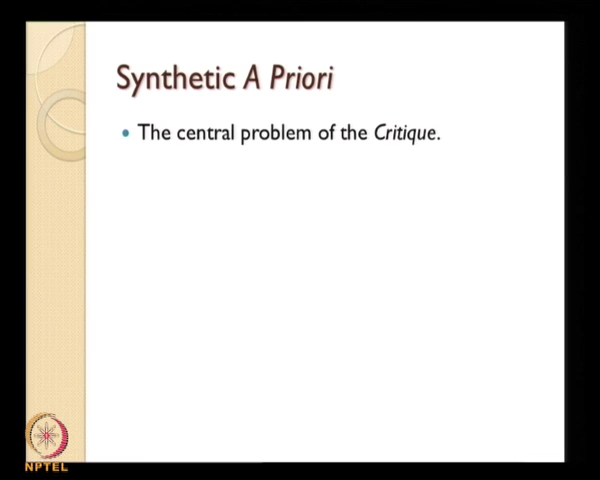 Synthetic A Priori
The central problem of the Critique.
NPTEL